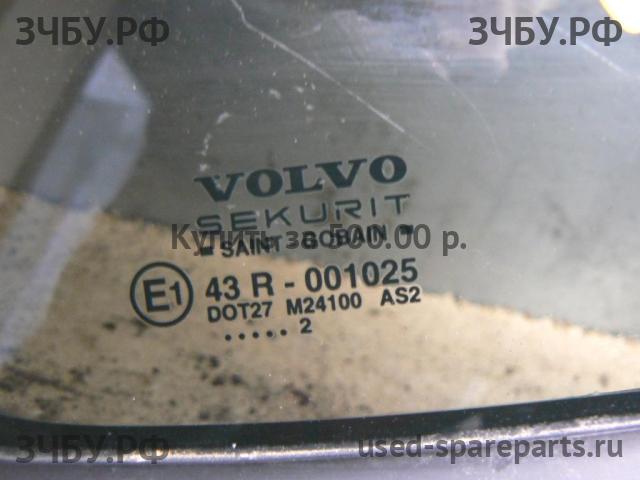 ЗЧБУ.РФ ЗЧБУ.РФ
VOLVO
SEKURIT
Купить за 500.00 р.
SAINT - GOBAIN
E1 43 R - 001025
DOT27 M24100 AS2
..... 2
ЗЧБУ.РФ used-spareparts.ru